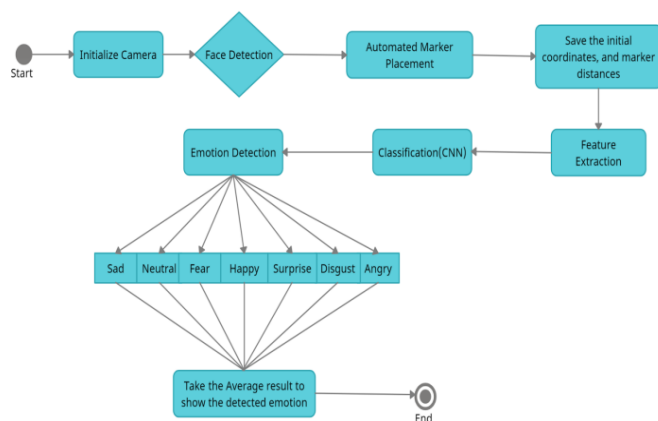 Start
Initialize Camera
Face Detection
Automated Marker
Placement
Save the initial
coordinates, and marker
distances
Emotion Detection
Classification(CNN)
Feature
Extraction
Sad
Neutral
Fear
Happy
Surprise
Disgust
Angry
Take the Average result to
show the detected emotion
End